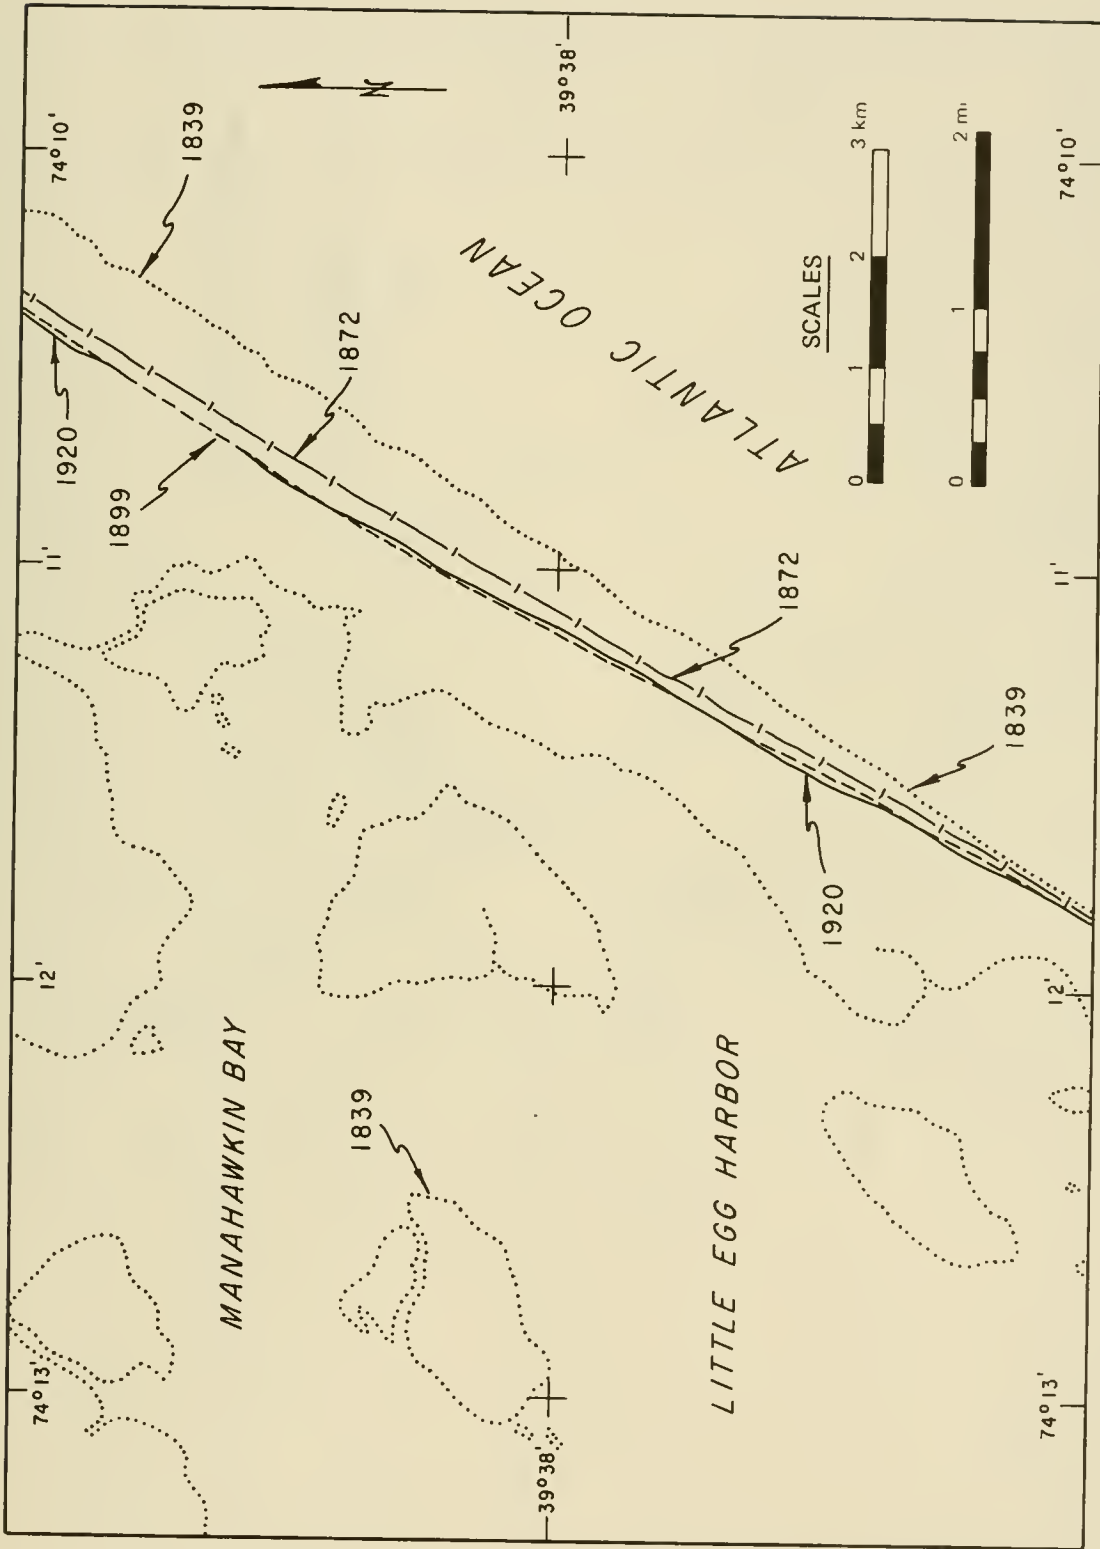 74°13'
12'
11'
74°10'
1920
1899
1839
1872
N
MANAHAWKIN BAY
1839
39°38'
39°38'
ATLANTIC OCEAN
LITTLE EGG HARBOR
1872
1920
1839
SCALES
0 1 2 3 km
0 1 2 mi
74°13'
12'
11'
74°10'